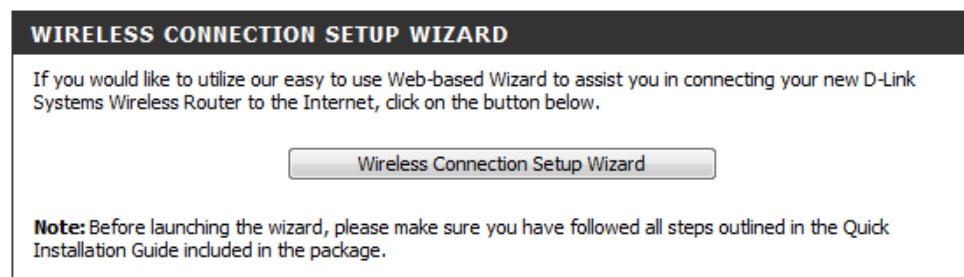 WIRELESS CONNECTION SETUP WIZARD
If you would like to utilize our easy to use Web-based Wizard to assist you in connecting your new D-Link
Systems Wireless Router to the Internet, click on the button below.
Wireless Connection Setup Wizard
Note: Before launching the wizard, please make sure you have followed all steps outlined in the Quick
Installation Guide included in the package.